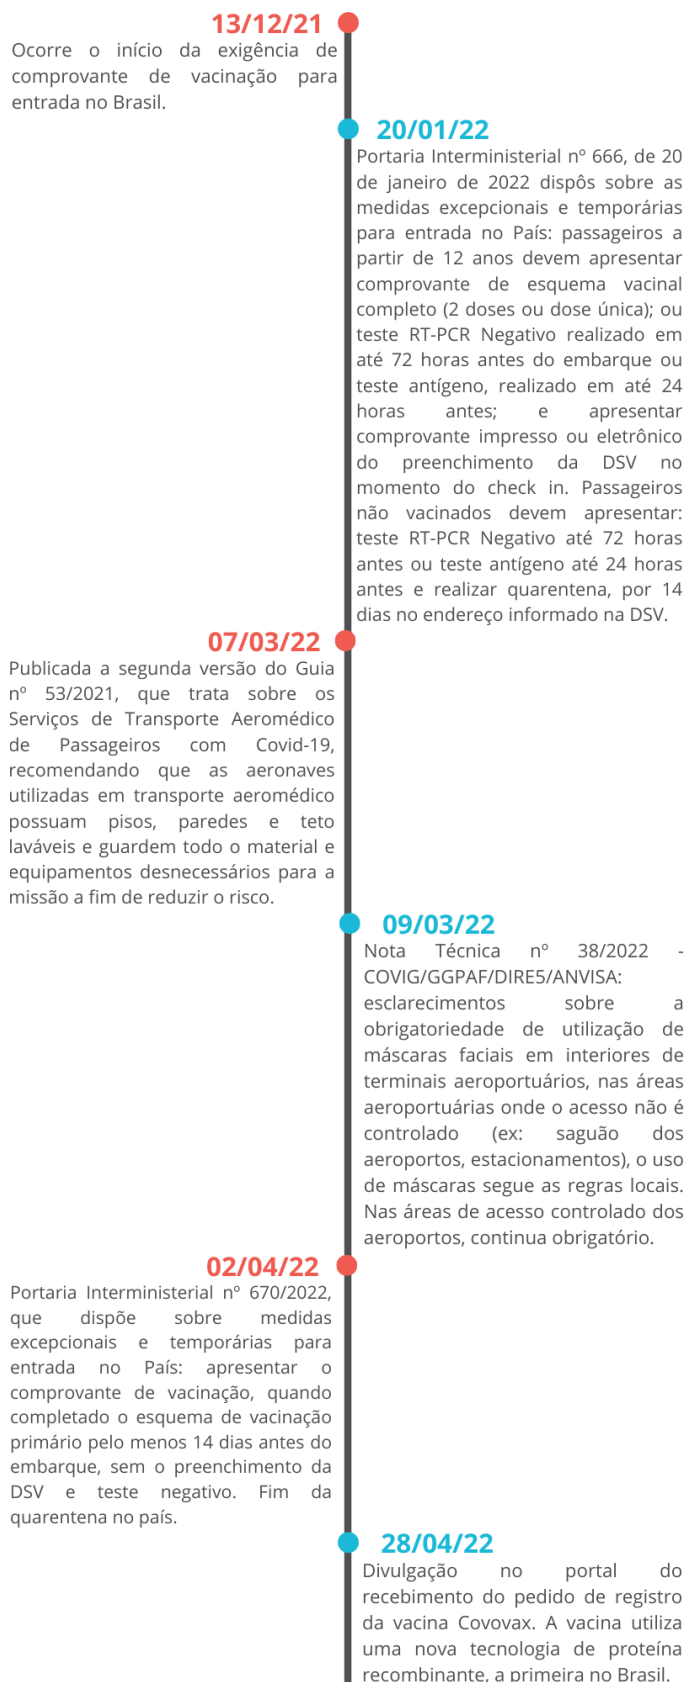 13/12/21
Ocorre o início da exigência de
comprovante de vacinação para
entrada no Brasil.
20/01/22
Portaria Interministerial nº 666, de 20
de janeiro de 2022 dispôs sobre as
medidas excepcionais e temporárias
para entrada no País: passageiros a
partir de 12 anos devem apresentar
comprovante de esquema vacinal
completo (2 doses ou dose única); ou
teste RT-PCR Negativo realizado em
até 72 horas antes do embarque ou
teste antígeno, realizado em até 24
horas antes; e apresentar
comprovante impresso ou eletrônico
do preenchimento da DSV no
momento do check in. Passageiros
não vacinados devem apresentar:
teste RT-PCR Negativo até 72 horas
antes ou teste antígeno até 24 horas
antes e realizar quarentena, por 14
dias no endereço informado na DSV.
07/03/22
Publicada a segunda versão do Guia
nº 53/2021, que trata sobre os
Serviços de Transporte Aeromédico
de Passageiros com Covid-19,
recomendando que as aeronaves
utilizadas em transporte aeromédico
possuam pisos, paredes e teto
laváveis e guardem todo o material e
equipamentos desnecessários para a
missão a fim de reduzir o risco.
09/03/22
Nota Técnica nº 38/2022 -
COVIG/GGPAF/DIRE5/ANVISA:
esclarecimentos sobre a
obrigatoriedade de utilização de
máscaras faciais em interiores de
terminais aeroportuários, nas áreas
aeroportuárias onde o acesso não é
controlado (ex: saguão dos
aeroportos, estacionamentos), o uso
de máscaras segue as regras locais.
Nas áreas de acesso controlado dos
aeroportos, continua obrigatório.
02/04/22
Portaria Interministerial nº 670/2022,
que dispõe sobre medidas
excepcionais e temporárias para
entrada no País: apresentar o
comprovante de vacinação, quando
completado o esquema de vacinação
primário pelo menos 14 dias antes do
embarque, sem o preenchimento da
DSV e teste negativo. Fim da
quarentena no país.
28/04/22
Divulgação no portal do
recebimento do pedido de registro
da vacina Covovax. A vacina utiliza
uma nova tecnologia de proteína
recombinante, a primeira no Brasil.